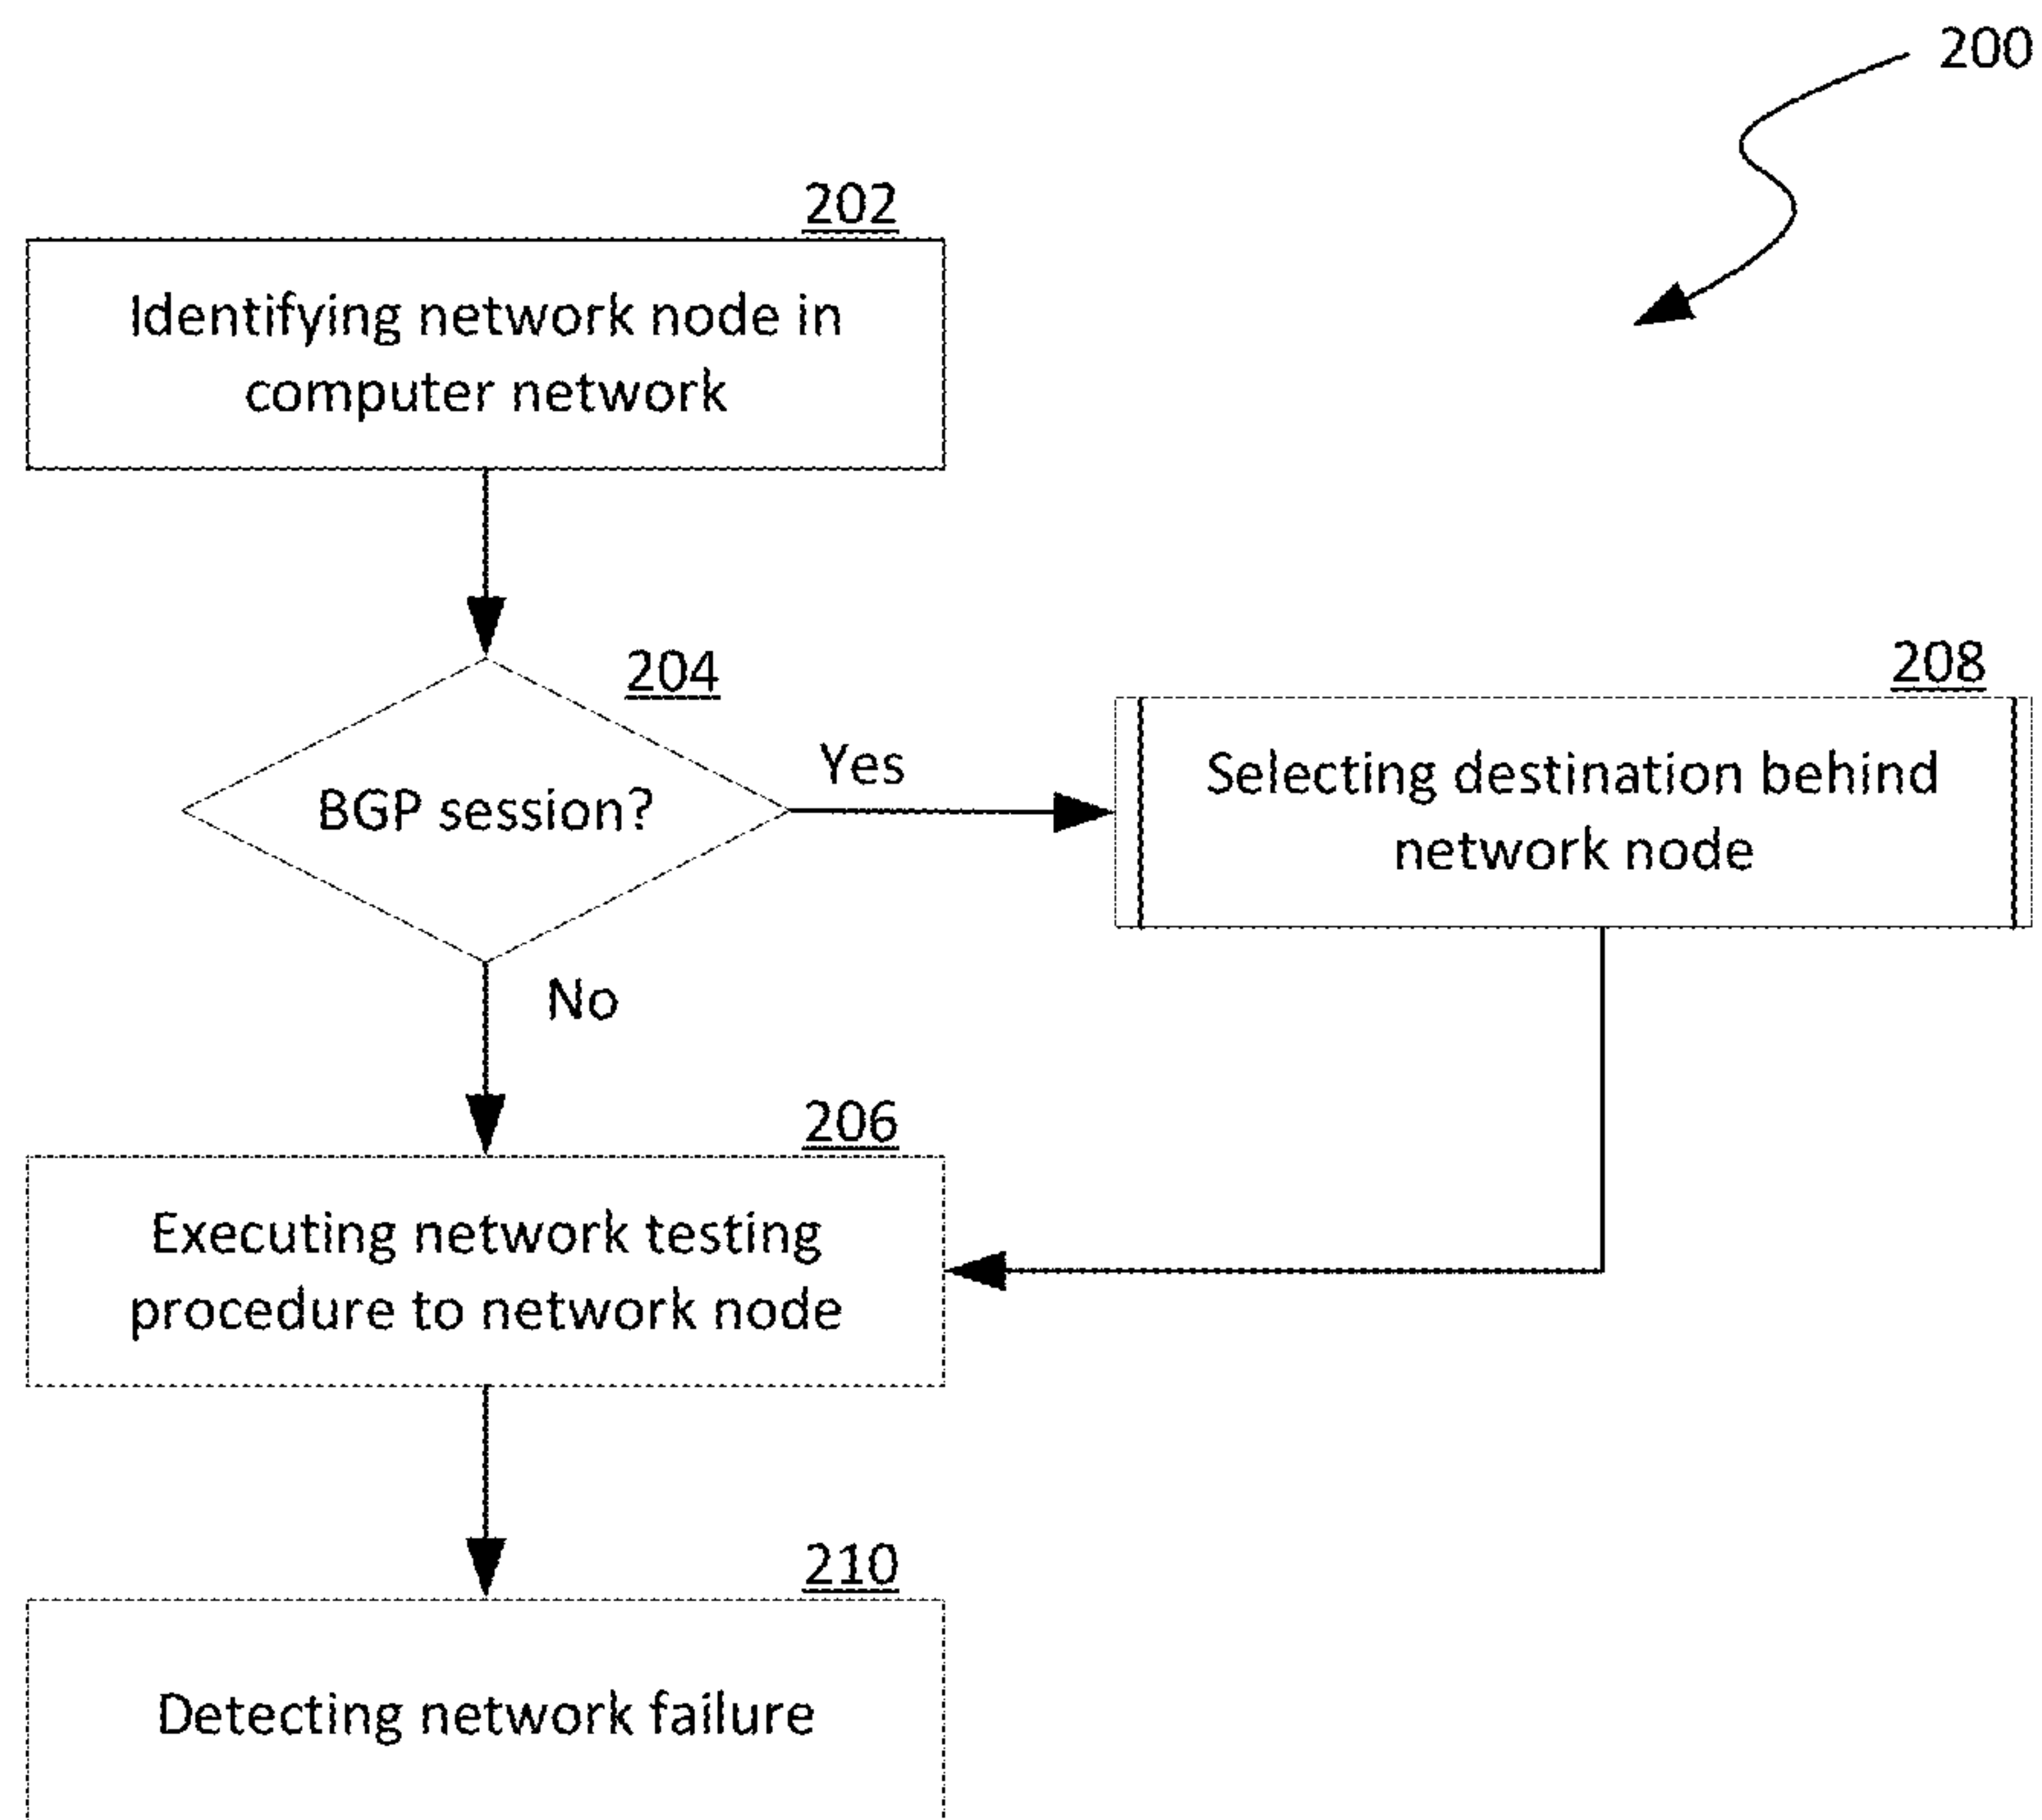 200
202
Identifying network node in
computer network
204
BGP session?
Yes
208
Selecting destination behind
network node
No
206
Executing network testing
procedure to network node
210
Detecting network failure